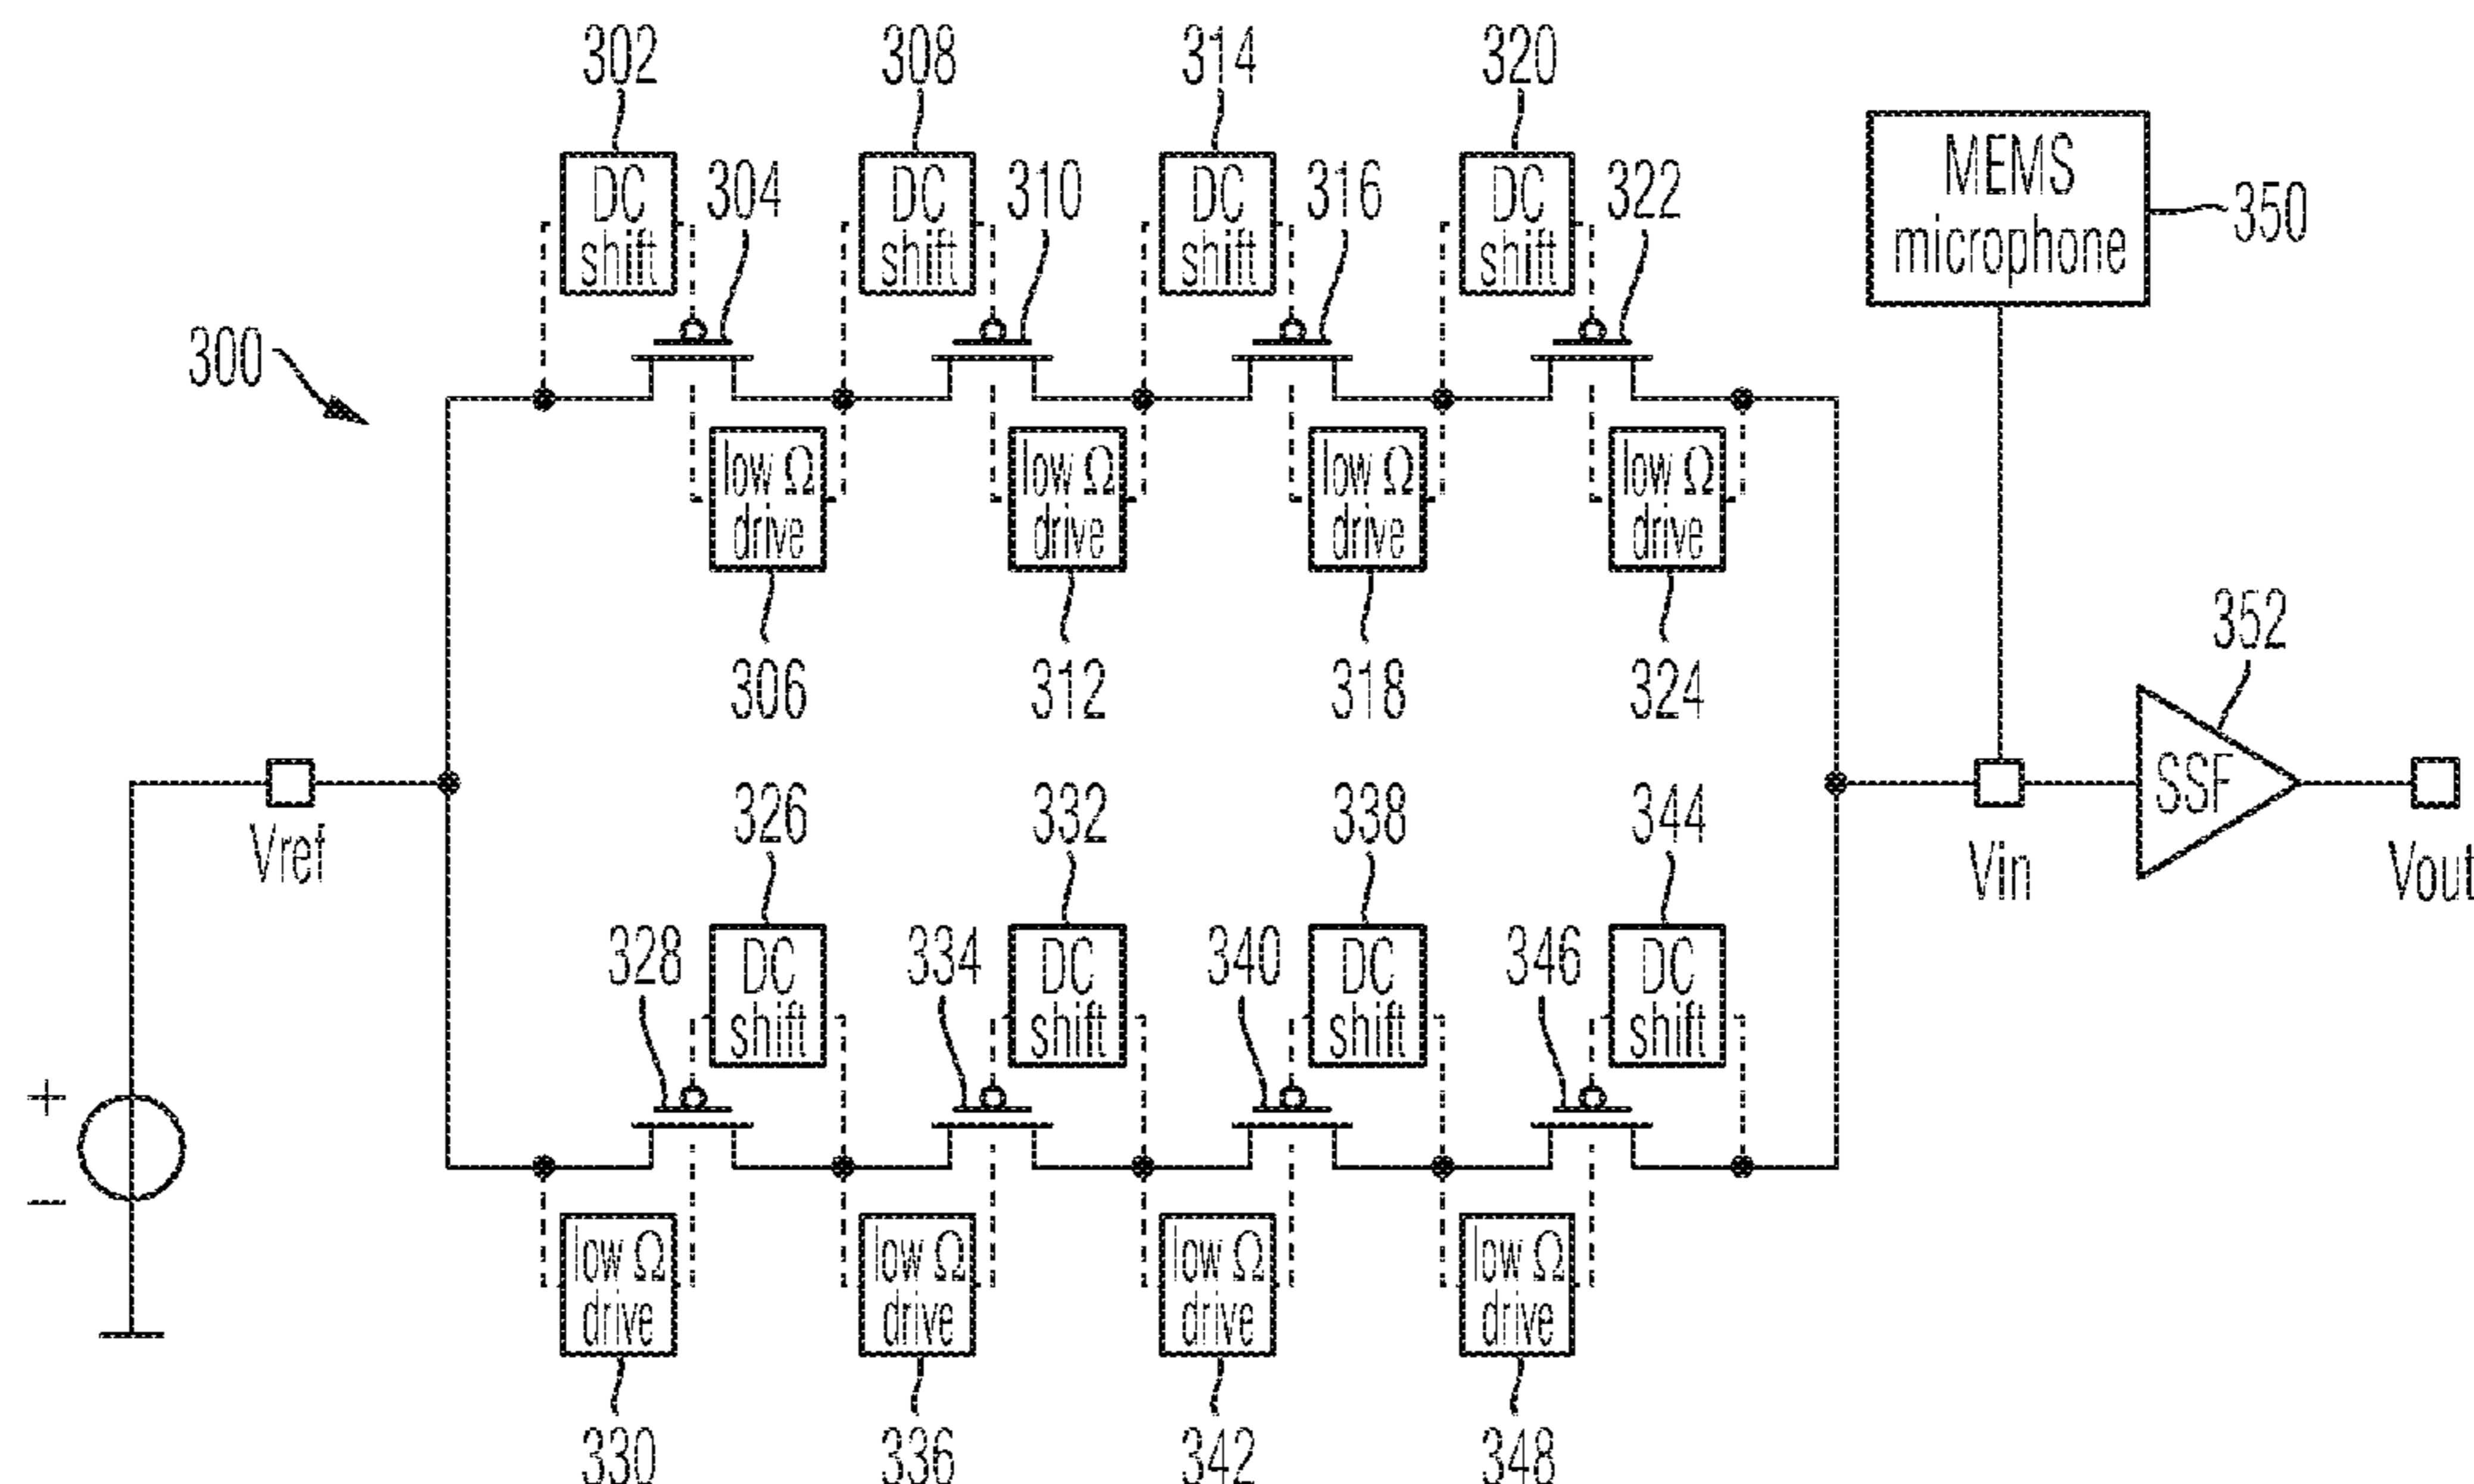 302 308 314 320
DC
shift
DC
shift
DC
shift
DC
shift
304 310 316 322
MEMS
microphone
350
300
low Ω
drive
low Ω
drive
low Ω
drive
low Ω
drive
306 312 318 324
352
SSF
Vref
Vin
Vout
326 332 338 344
328 334 340 346
DC
shift
DC
shift
DC
shift
DC
shift
+
−
low Ω
drive
low Ω
drive
low Ω
drive
low Ω
drive
330 336 342 348